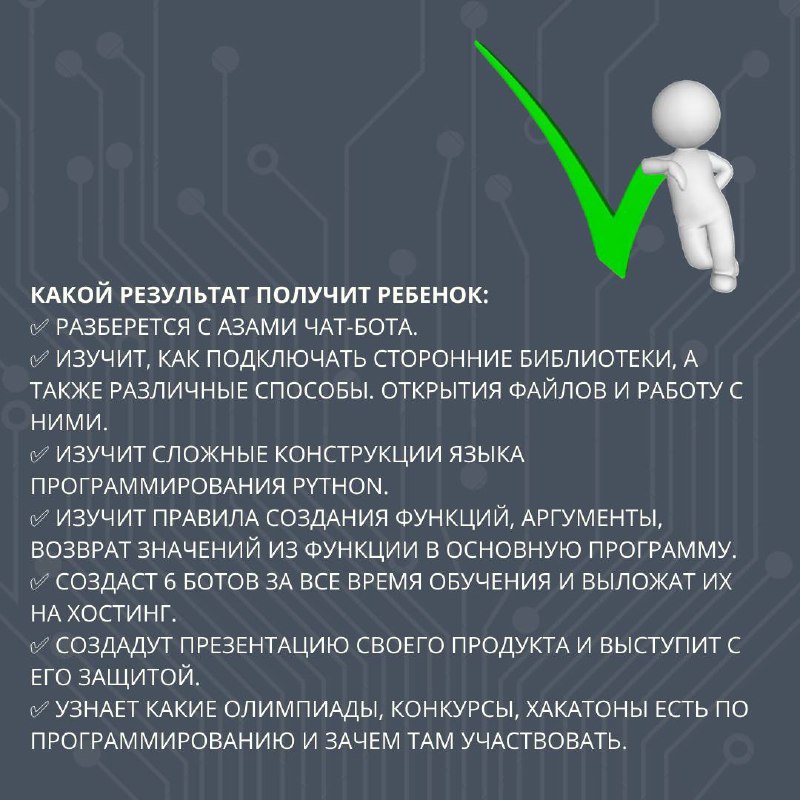 КАКОЙ РЕЗУЛЬТАТ ПОЛУЧИТ РЕБЕНОК:
✅ РАЗБЕРЕТСЯ С АЗАМИ ЧАТ-БОТА.
✅ ИЗУЧИТ, КАК ПОДКЛЮЧАТЬ СТОРОННИЕ БИБЛИОТЕКИ, А
ТАКЖЕ РАЗЛИЧНЫЕ СПОСОБЫ. ОТКРЫТИЯ ФАЙЛОВ И РАБОТУ С
НИМИ.
✅ ИЗУЧИТ СЛОЖНЫЕ КОНСТРУКЦИИ ЯЗЫКА
ПРОГРАММИРОВАНИЯ PYTHON.
✅ ИЗУЧИТ ПРАВИЛА СОЗДАНИЯ ФУНКЦИЙ, АРГУМЕНТЫ,
ВОЗВРАТ ЗНАЧЕНИЙ ИЗ ФУНКЦИИ В ОСНОВНУЮ ПРОГРАММУ.
✅ СОЗДАСТ 6 БОТОВ ЗА ВСЕ ВРЕМЯ ОБУЧЕНИЯ И ВЫЛОЖАТ ИХ
НА ХОСТИНГ.
✅ СОЗДАДУТ ПРЕЗЕНТАЦИЮ СВОЕГО ПРОДУКТА И ВЫСТУПИТ С
ЕГО ЗАЩИТОЙ.
✅ УЗНАЕТ КАКИЕ ОЛИМПИАДЫ, КОНКУРСЫ, ХАКАТОНЫ ЕСТЬ ПО
ПРОГРАММИРОВАНИЮ И ЗАЧЕМ ТАМ УЧАСТВОВАТЬ.